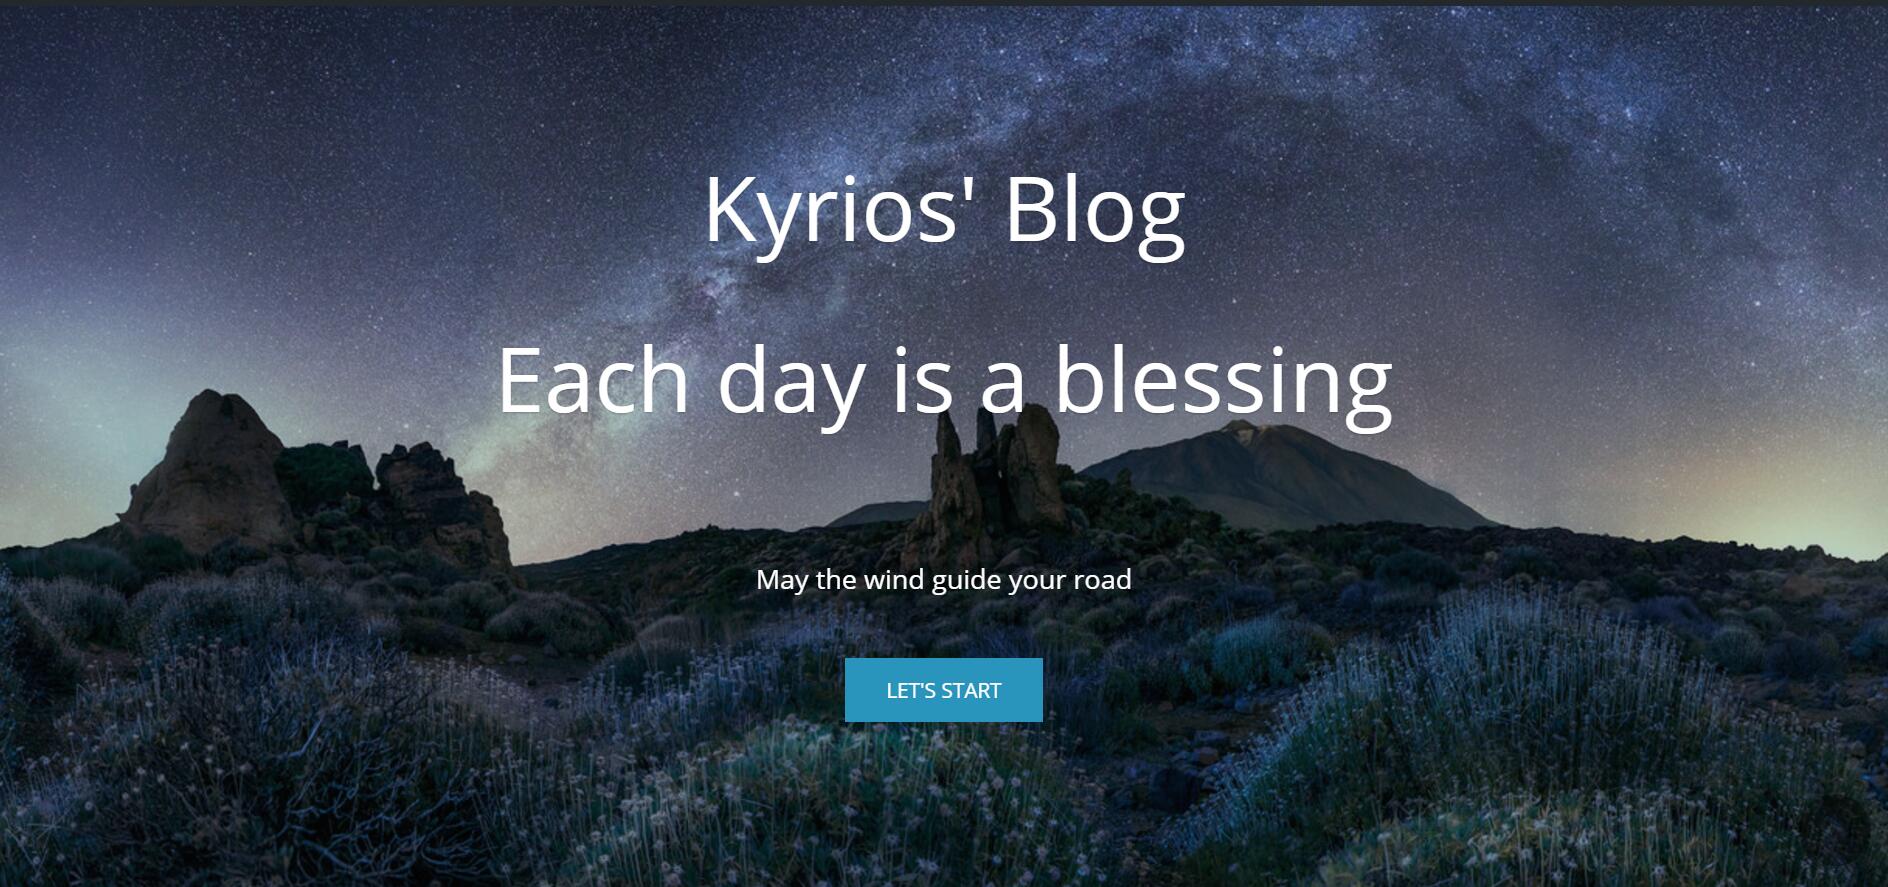 Kyrios' Blog
Each day is a blessing
May the wind guide your road
LET'S START